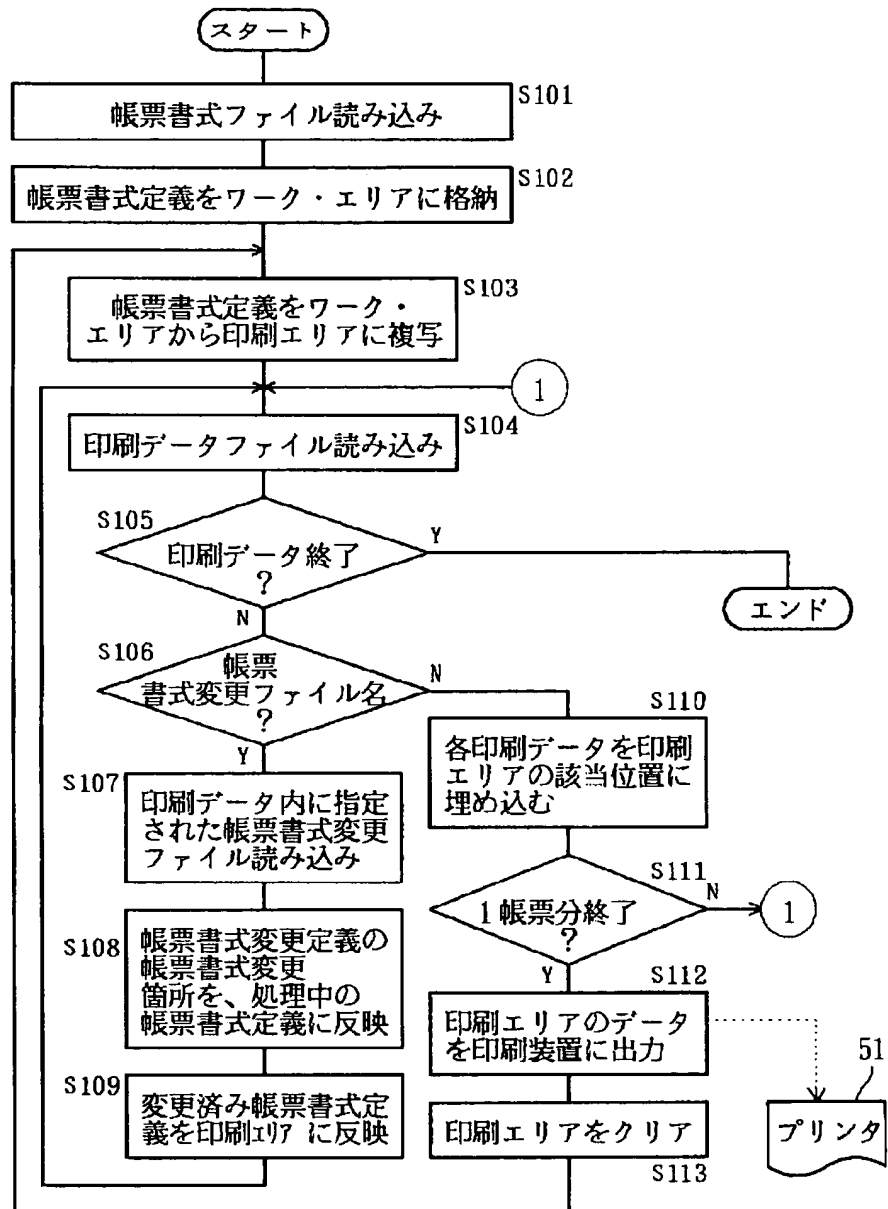 スタート
S101
帳票書式ファイル読み込み
S102
帳票書式定義をワーク・エリアに格納
S103
帳票書式定義をワーク・
エリアから印刷エリアに複写
1
S104
印刷データファイル読み込み
S105
印刷データ終了
?
Y
N
エンド
S106
帳票
書式変更ファイル名
?
N
Y
S107
印刷データ内に指定
された帳票書式変更
ファイル読み込み
S108
帳票書式変更定義の
帳票書式変更
箇所を、処理中の
帳票書式定義に反映
S109
変更済み帳票書式定
義を印刷エリアに反映
S110
各印刷データを印刷
エリアの該当位置に
埋め込む
S111
1帳票分終了
?
N
1
Y
S112
印刷エリアのデータ
を印刷装置に出力
51
プリンタ
印刷エリアをクリア
S113